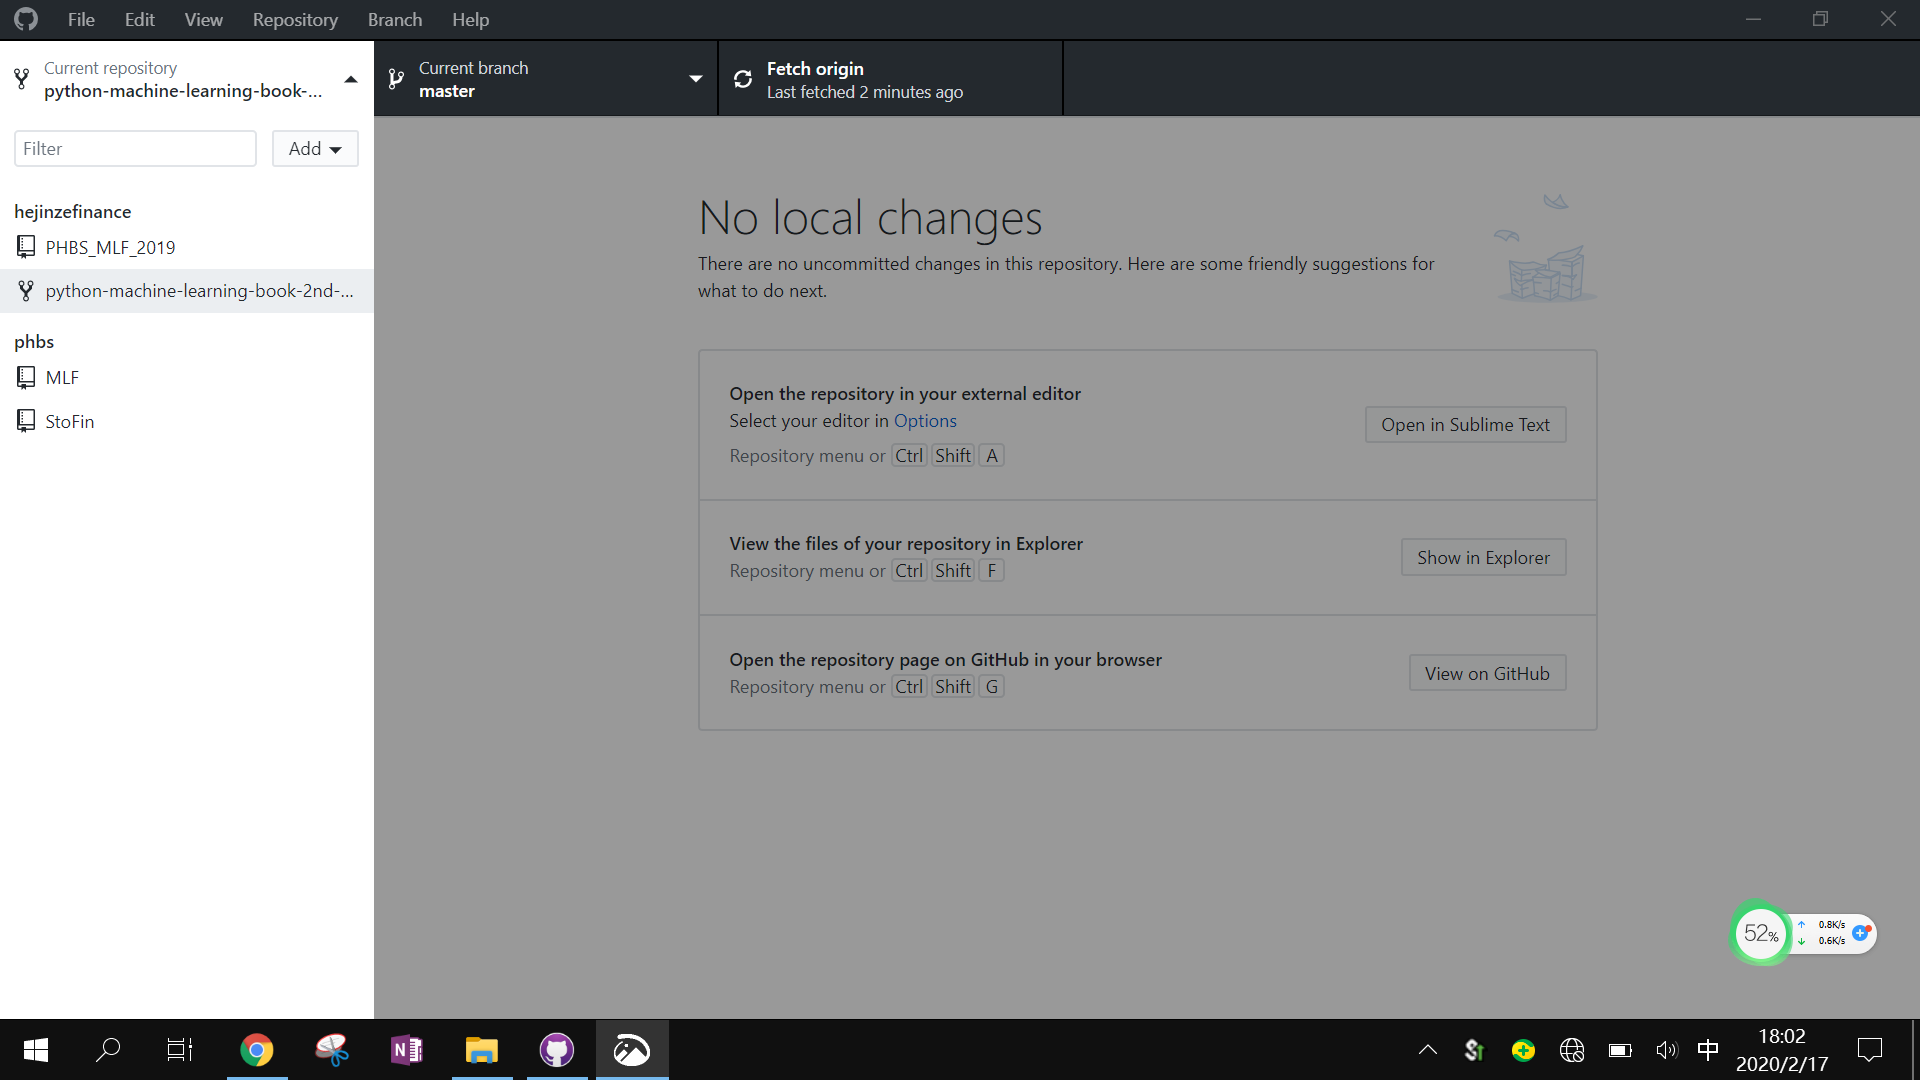 File Edit View Repository Branch Help
Current repository
python-machine-learning-book-...
Current branch
master
Fetch origin
Last fetched 2 minutes ago
Filter
Add
hejinzefinance
PHBS_MLF_2019
python-machine-learning-book-2nd-...
phbs
MLF
StoFin
No local changes
There are no uncommitted changes in this repository. Here are some friendly suggestions for
what to do next.
Open the repository in your external editor
Select your editor in Options
Repository menu or Ctrl Shift A
Open in Sublime Text
View the files of your repository in Explorer
Repository menu or Ctrl Shift F
Show in Explorer
Open the repository page on GitHub in your browser
Repository menu or Ctrl Shift G
View on GitHub
52%
0.8K/s
0.6K/s
N
中
18:02
2020/2/17